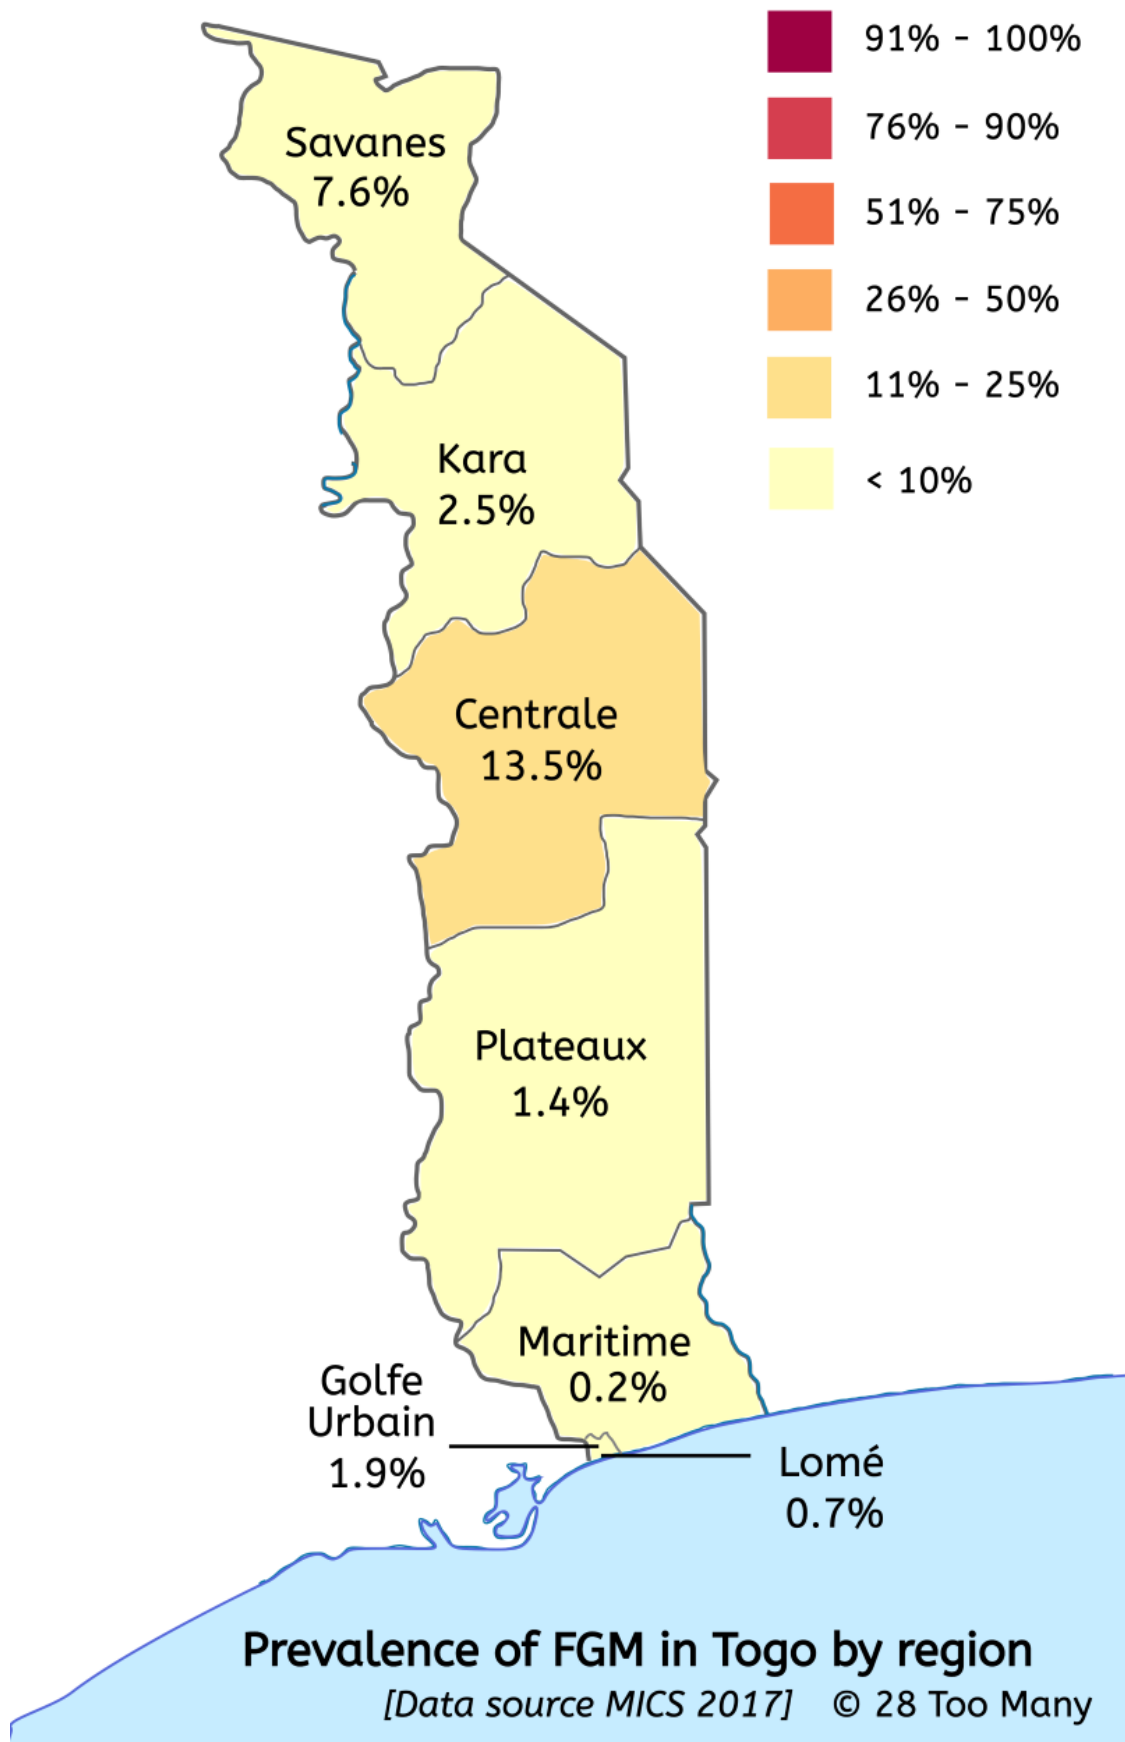 91% - 100%
76% - 90%
51% - 75%
26% - 50%
11% - 25%
< 10%
Savanes
7.6%
Kara
2.5%
Centrale
13.5%
Plateaux
1.4%
Maritime
0.2%
Golfe
Urbain
1.9%
Lomé
0.7%
Prevalence of FGM in Togo by region
[Data source MICS 2017] © 28 Too Many